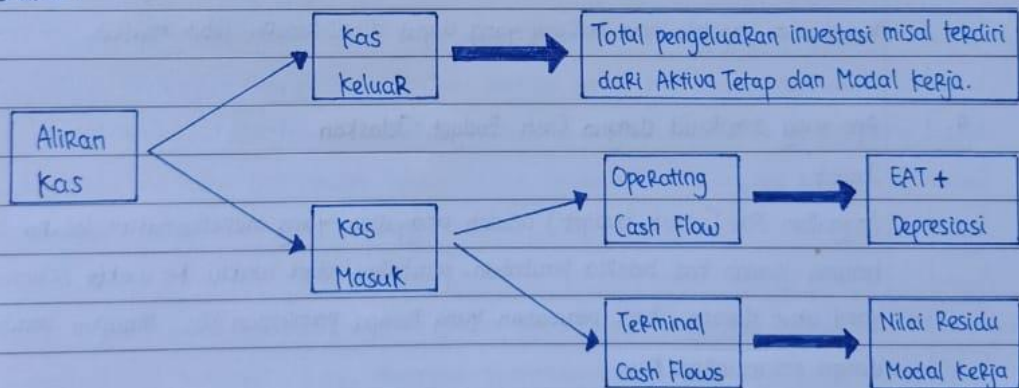 Kas
Keluar
Total pengeluaran investasi misal terdiri
dari Aktiva Tetap dan Modal kerja.
Aliran
Kas
Kas
Masuk
Operating
Cash Flow
EAT +
Depresiasi
Terminal
Cash Flows
Nilai Residu
Modal kerja